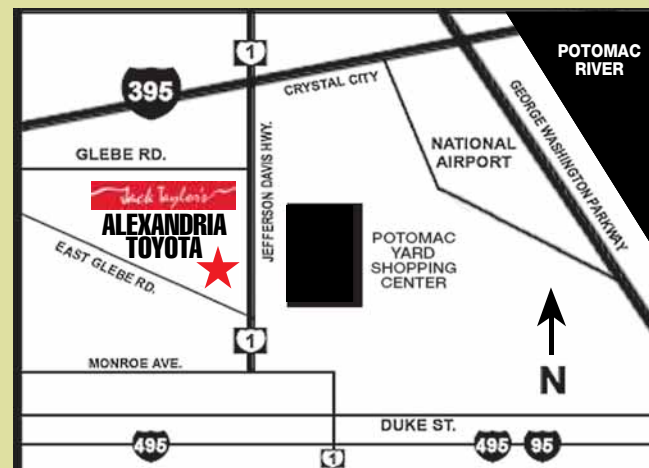 1
POTOMAC
RIVER
395
CRYSTAL CITY
GEORGE WASHINGTON PARKWAY
GLEBE RD.
NATIONAL
AIRPORT
JEFFERSON DAVIS HWY.
Jack Taylor's
ALEXANDRIA
TOYOTA
EAST GLEBE RD.
POTOMAC
YARD
SHOPPING
CENTER
1
MONROE AVE.
N
DUKE ST.
495
1
495
95